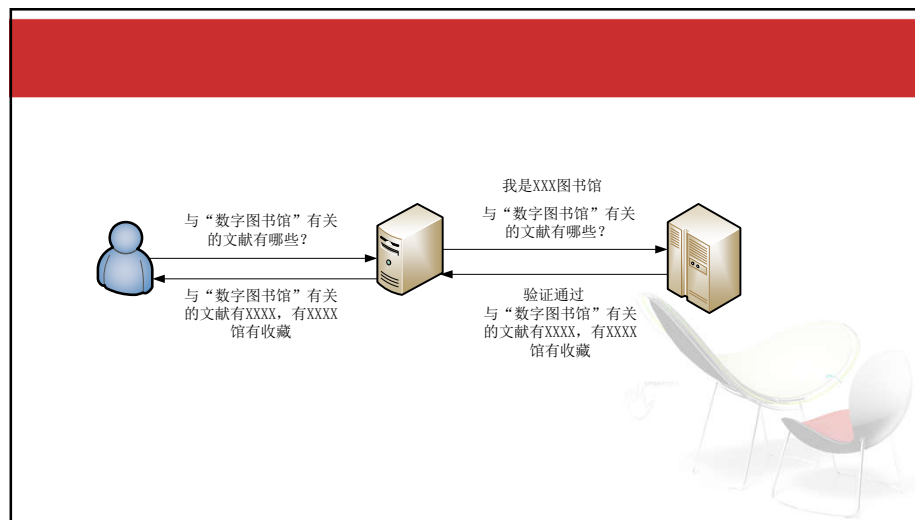 我是XXX图书馆
与“数字图书馆”有关
的文献有哪些？
与“数字图书馆”有关
的文献有哪些？
与“数字图书馆”有关
的文献有XXXX，有XXXX
馆有收藏
验证通过
与“数字图书馆”有关
的文献有XXXX，有XXXX
馆有收藏